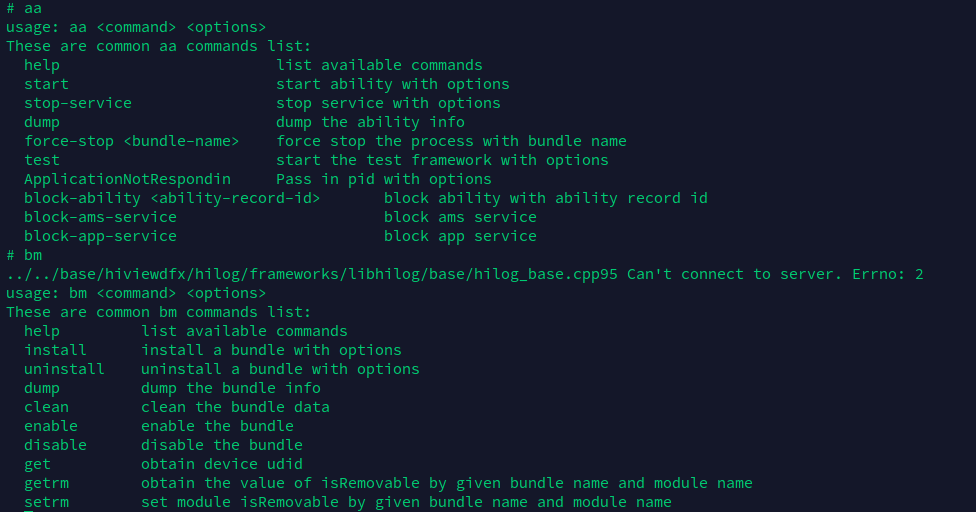 # aa
usage: aa <command> <options>
These are common aa commands list:
  help                        list available commands
  start                       start ability with options
  stop-service                stop service with options
  dump                        dump the ability info
  force-stop <bundle-name>    force stop the process with bundle name
  test                        start the test framework with options
  ApplicationNotRespondin     Pass in pid with options
  block-ability <ability-record-id>       block ability with ability record id
  block-ams-service                       block ams service
  block-app-service                       block app service
# bm
../../base/hiviewdfx/hilog/frameworks/libhilog/base/hilog_base.cpp95 Can't connect to server. Errno: 2
usage: bm <command> <options>
These are common bm commands list:
  help         list available commands
  install      install a bundle with options
  uninstall    uninstall a bundle with options
  dump         dump the bundle info
  clean        clean the bundle data
  enable       enable the bundle
  disable      disable the bundle
  get          obtain device udid
  getrm        obtain the value of isRemovable by given bundle name and module name
  setrm        set module isRemovable by given bundle name and module name